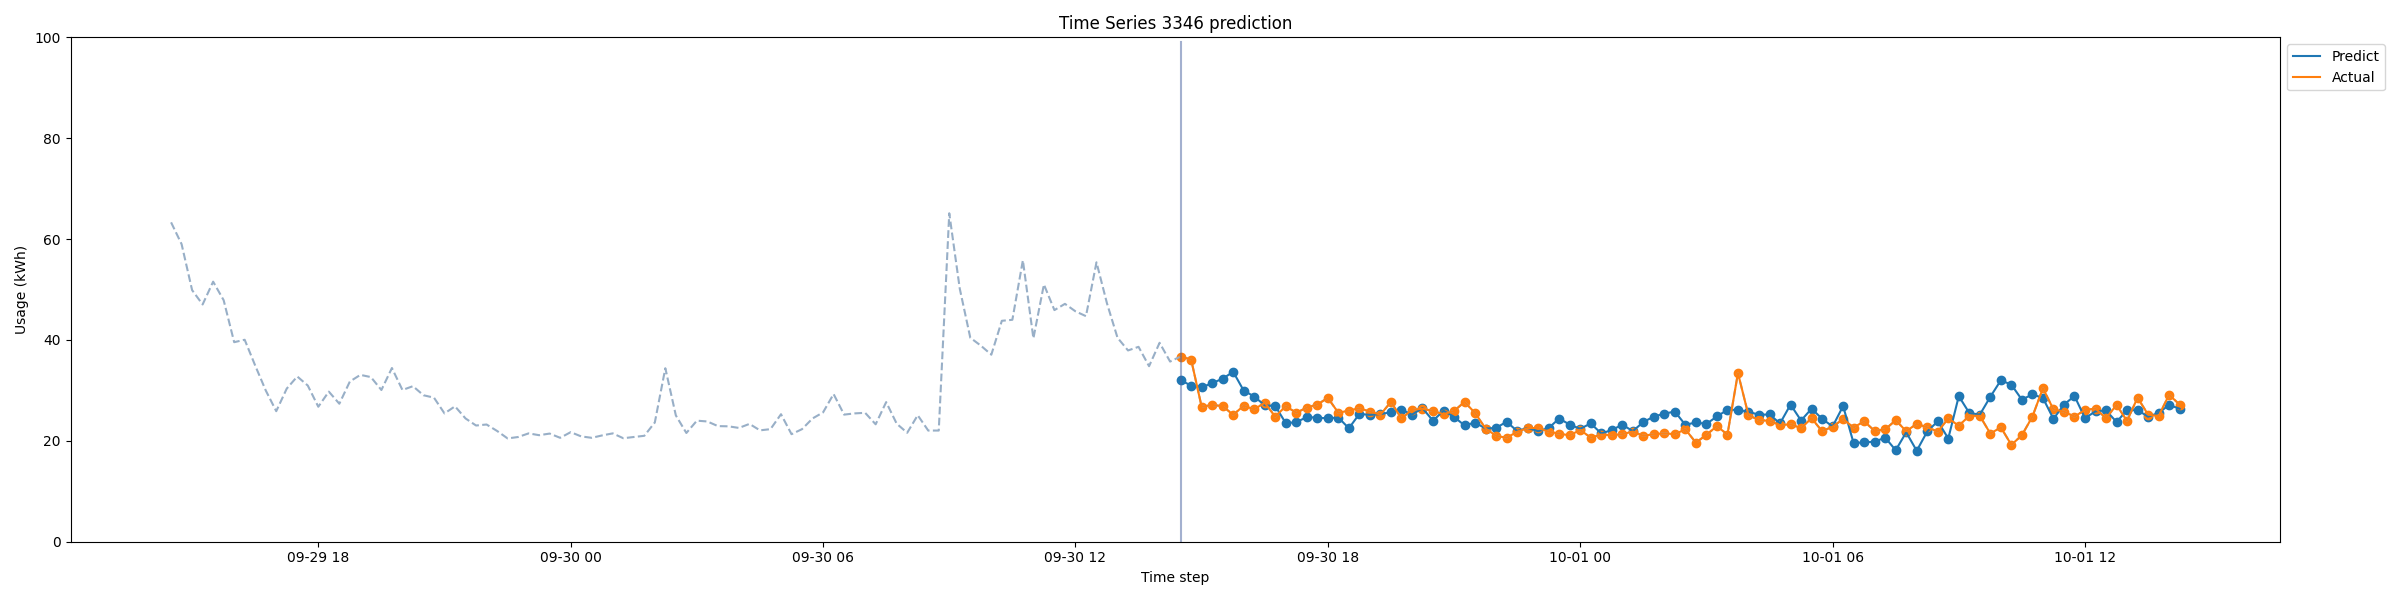 Time Series 3346 prediction
100
80
60
40
20
0
Usage (kWh)
Predict
Actual
09-29 18
09-30 00
09-30 06
09-30 12
09-30 18
10-01 00
10-01 06
10-01 12
Time step